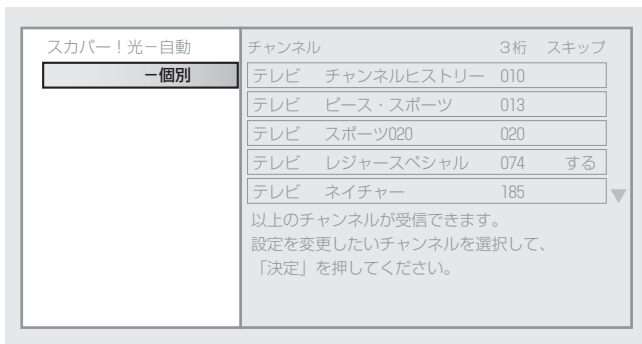 スカパー!光ー自動
ー個別
チャンネル 3桁 スキップ
テレビ チャンネルヒストリー 010
テレビ ピース・スポーツ 013
テレビ スポーツ020 020
テレビ レジャースペシャル 074 する
テレビ ネイチャー 185
以上のチャンネルが受信できます。
設定を変更したいチャンネルを選択して、
「決定」を押してください。